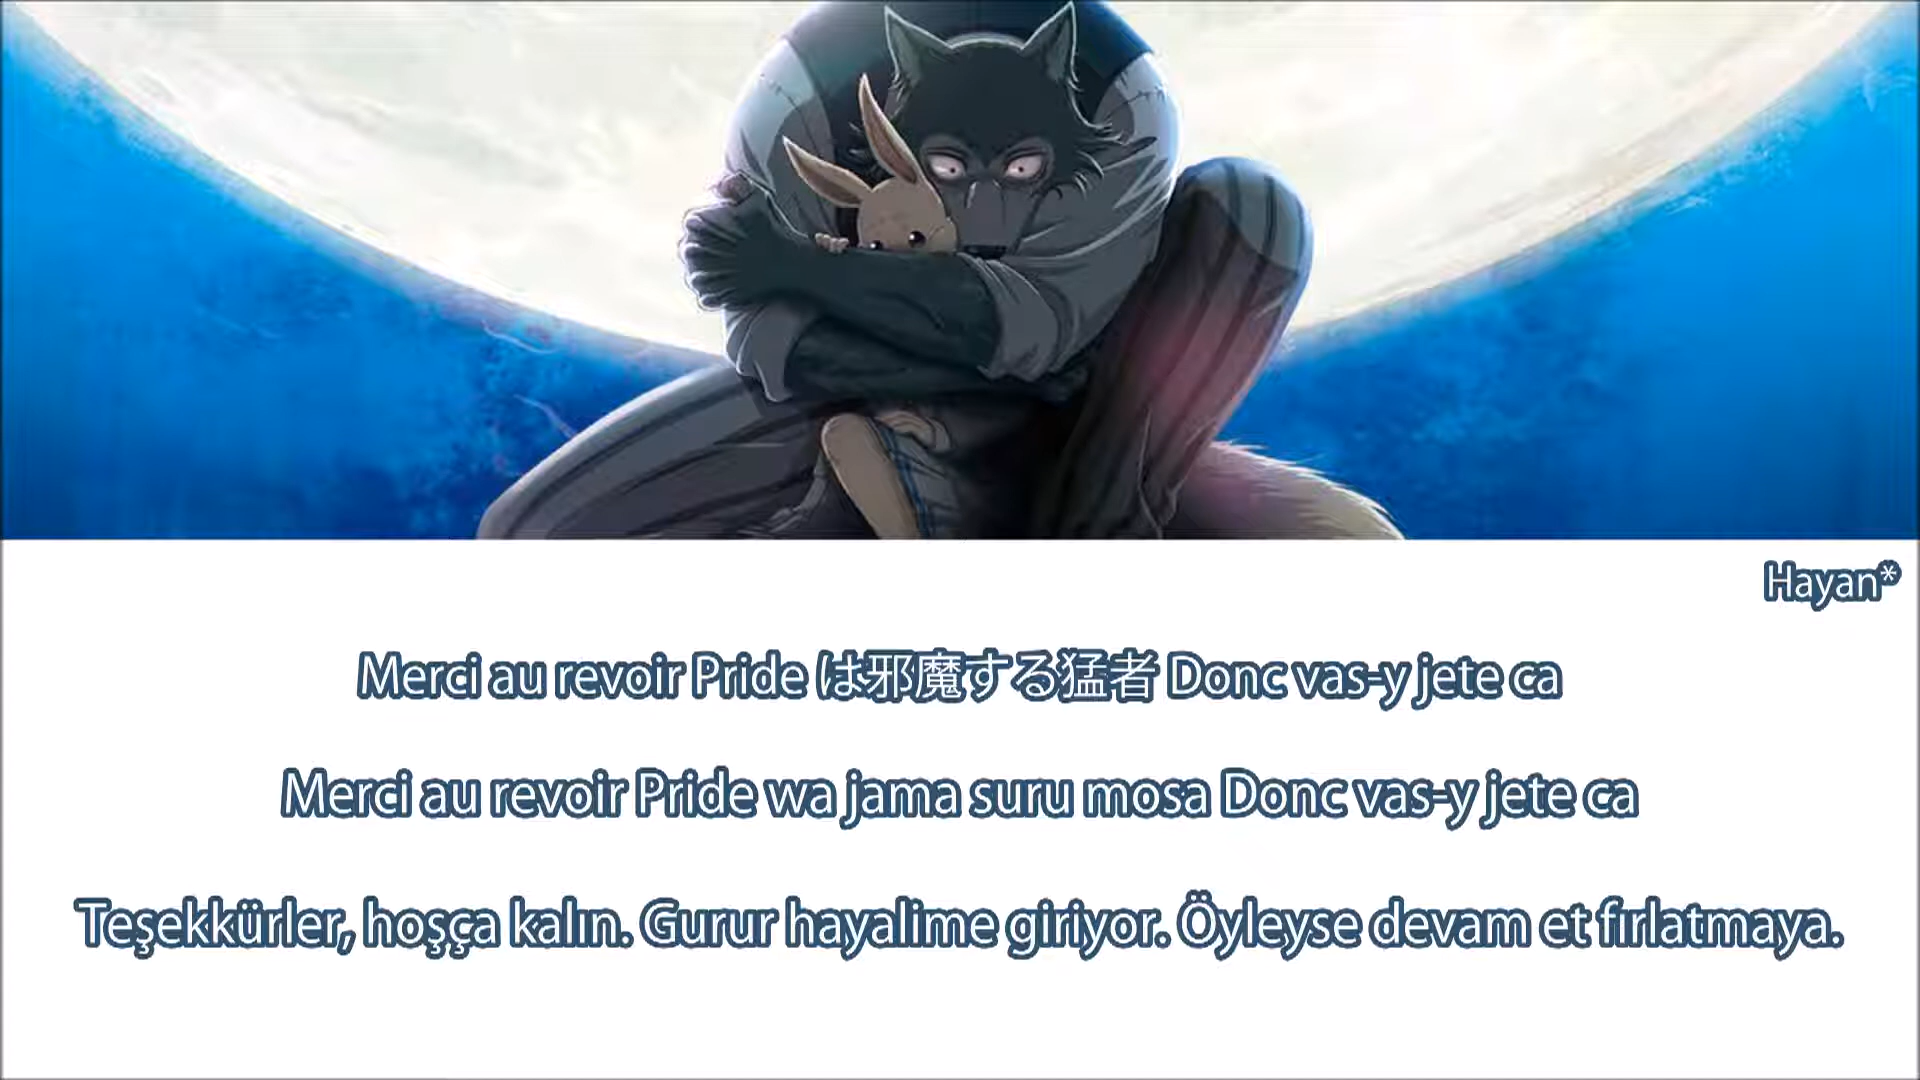 Hayan*
Merci au revoir Pride は邪魔する猛者 Donc vas-y jete ca
Merci au revoir Pride wa jama suru mosa Donc vas-y jete ca
Teşekkürler, hoşça kalın. Gurur hayalime giriyor. Öyleyse devam et fırlatmaya.